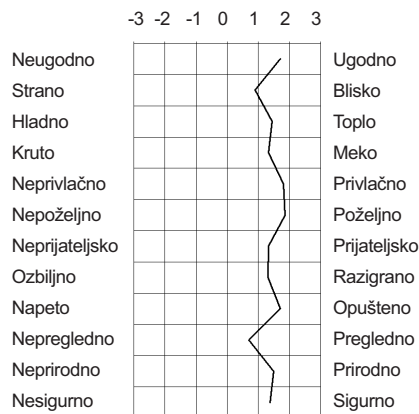 -3 -2 -1 0 1 2 3
Neugodno Ugodno
Strano Blisko
Hladno Toplo
Kruto Meko
Neprivlačno Privlačno
Nepoželjno Poželjno
Neprijateljsko Prijateljsko
Ozbiljno Razigrano
Napeto Opušteno
Nepregledno Pregledno
Neprirodno Prirodno
Nesigurno Sigurno